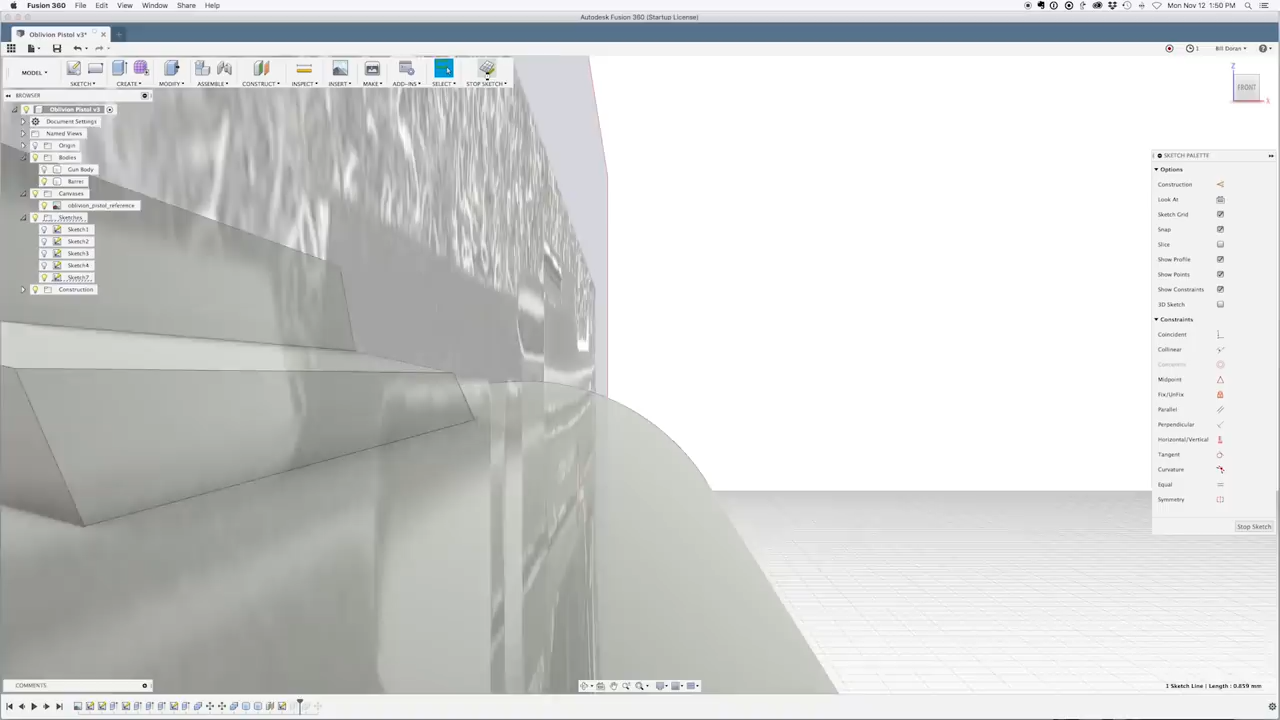 Fusion 360 File Edit View Window Share Help Mon Nov 12 1:50 PM
Autodesk Fusion 360 (Startup License)
Oblivion Pistol v3*
1 Bill Doran
MODEL SKETCH CREATE MODIFY ASSEMBLE CONSTRUCT INSPECT INSERT MAKE ADD-INS SELECT STOP SKETCH
BROWSER
Oblivion Pistol v3
Document Settings
Named Views
Origin
Bodies
Gun Body
Barrel
Canvases
oblivion_pistol_reference
Sketches
Sketch1
Sketch2
Sketch3
Sketch4
Sketch7
Construction
Z
FRONT
X
SKETCH PALETTE
Options
Construction
Look At
Sketch Grid
Snap
Slice
Show Profile
Show Points
Show Constraints
3D Sketch
Constraints
Coincident
Collinear
Concentric
Midpoint
Fix/UnFix
Parallel
Perpendicular
Horizontal/Vertical
Tangent
Curvature
Equal
Symmetry
Stop Sketch
COMMENTS
1 Sketch Line | Length : 0.859 mm